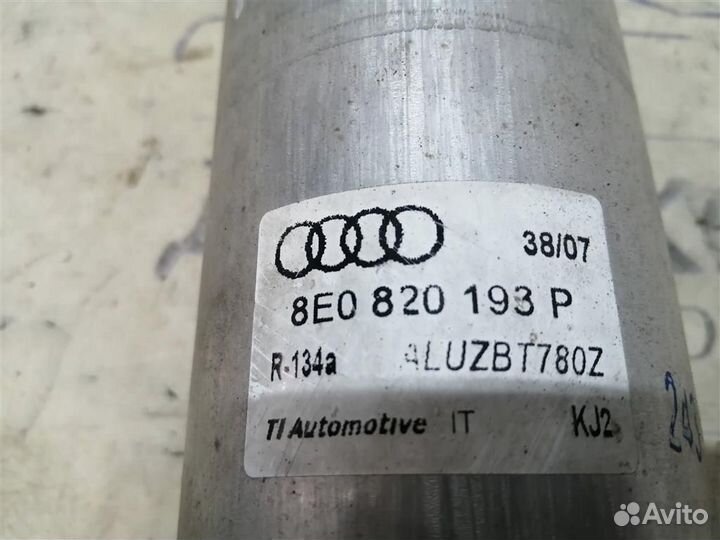 38/07
8E0 820 193 P
R-134a ALUZBT780Z
TI Automotive IT KJ2
Avito